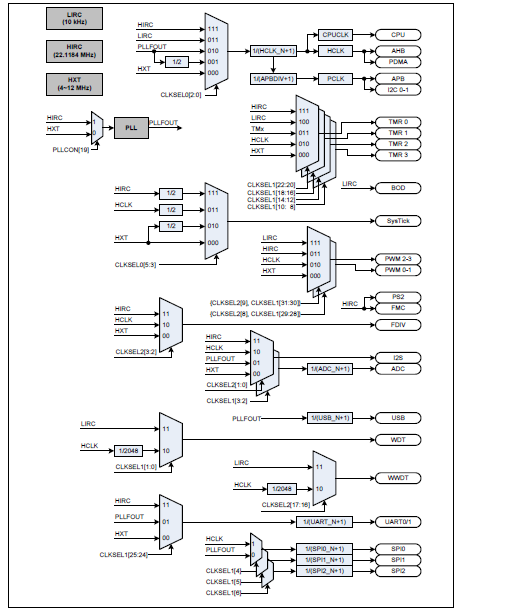 LIRC
(10 kHz)
HIRC
(22.1184 MHz)
HXT
(4~12 MHz)
HIRC
LIRC
PLLFOUT
HXT
1/2
111
011
010
001
000
CLKSEL0[2:0]
1/(HCLK_N+1)
1/(APBDIV+1)
CPUCLK
HCLK
PCLK
CPU
AHB
PDMA
APB
I2C 0-1
HIRC
HXT
1
0
PLLCON[19]
PLL
PLLFOUT
HIRC
LIRC
TMx
HCLK
HXT
111
100
011
010
000
CLKSEL1[22:20]
CLKSEL1[18:16]
CLKSEL1[14:12]
CLKSEL1[10: 8]
TMR 0
TMR 1
TMR 2
TMR 3
LIRC
BOD
HIRC
HCLK
HXT
1/2
1/2
1/2
111
011
010
000
CLKSEL0[5:3]
SysTick
LIRC
HIRC
HCLK
HXT
111
011
010
000
{CLKSEL2[9], CLKSEL1[31:30]}
{CLKSEL2[8], CLKSEL1[29:28]}
PWM 2-3
PWM 0-1
HIRC
PS2
FMC
HIRC
HCLK
HXT
11
10
00
CLKSEL2[3:2]
FDIV
HIRC
HCLK
PLLFOUT
HXT
11
10
01
00
CLKSEL2[1:0]
CLKSEL1[3:2]
1/(ADC_N+1)
I2S
ADC
PLLFOUT
1/(USB_N+1)
USB
LIRC
HCLK
1/2048
11
10
CLKSEL1[1:0]
WDT
LIRC
HCLK
1/2048
11
10
CLKSEL2[17:16]
WWDT
HIRC
PLLFOUT
HXT
11
01
00
CLKSEL1[25:24]
1/(UART_N+1)
UART0/1
HCLK
PLLFOUT
1
0
CLKSEL1[4]
CLKSEL1[5]
CLKSEL1[6]
1/(SPI0_N+1)
1/(SPI1_N+1)
1/(SPI2_N+1)
SPI0
SPI1
SPI2